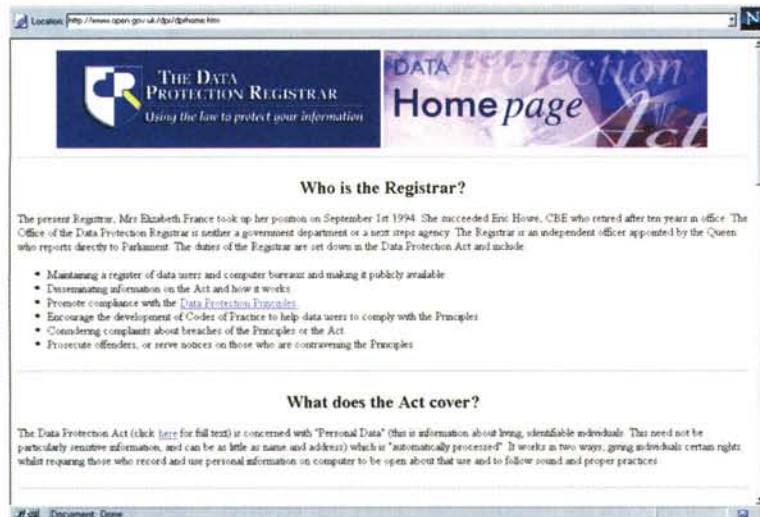 Location: http://www.open.gov.uk/dpr/dprhome.htm
N
THE DATA
PROTECTION REGISTRAR
Using the law to protect your information
DATA protection
Home page
Act
Who is the Registrar?
The present Registrar, Mrs Elizabeth France took up her position on September 1st 1994. She succeeded Eric Howe, CBE who retired after ten years in office. The
Office of the Data Protection Registrar is neither a government department or a next steps agency. The Registrar is an independent officer appointed by the Queen
who reports directly to Parliament. The duties of the Registrar are set down in the Data Protection Act and include:
• Maintaining a register of data users and computer bureaux and making it publicly available
• Disseminating information on the Act and how it works
• Promote compliance with the Data Protection Principles.
• Encourage the development of Codes of Practice to help data users to comply with the Principles
• Considering complaints about breaches of the Principles or the Act
• Prosecute offenders, or serve notices on those who are contravening the Principles
What does the Act cover?
The Data Protection Act (click here for full text) is concerned with "Personal Data" (this is information about living, identifiable individuals. This need not be
particularly sensitive information, and can be as little as name and address) which is "automatically processed". It works in two ways, giving individuals certain rights
whilst requiring those who record and use personal information on computer to be open about that use and to follow sound and proper practices
Document: Done